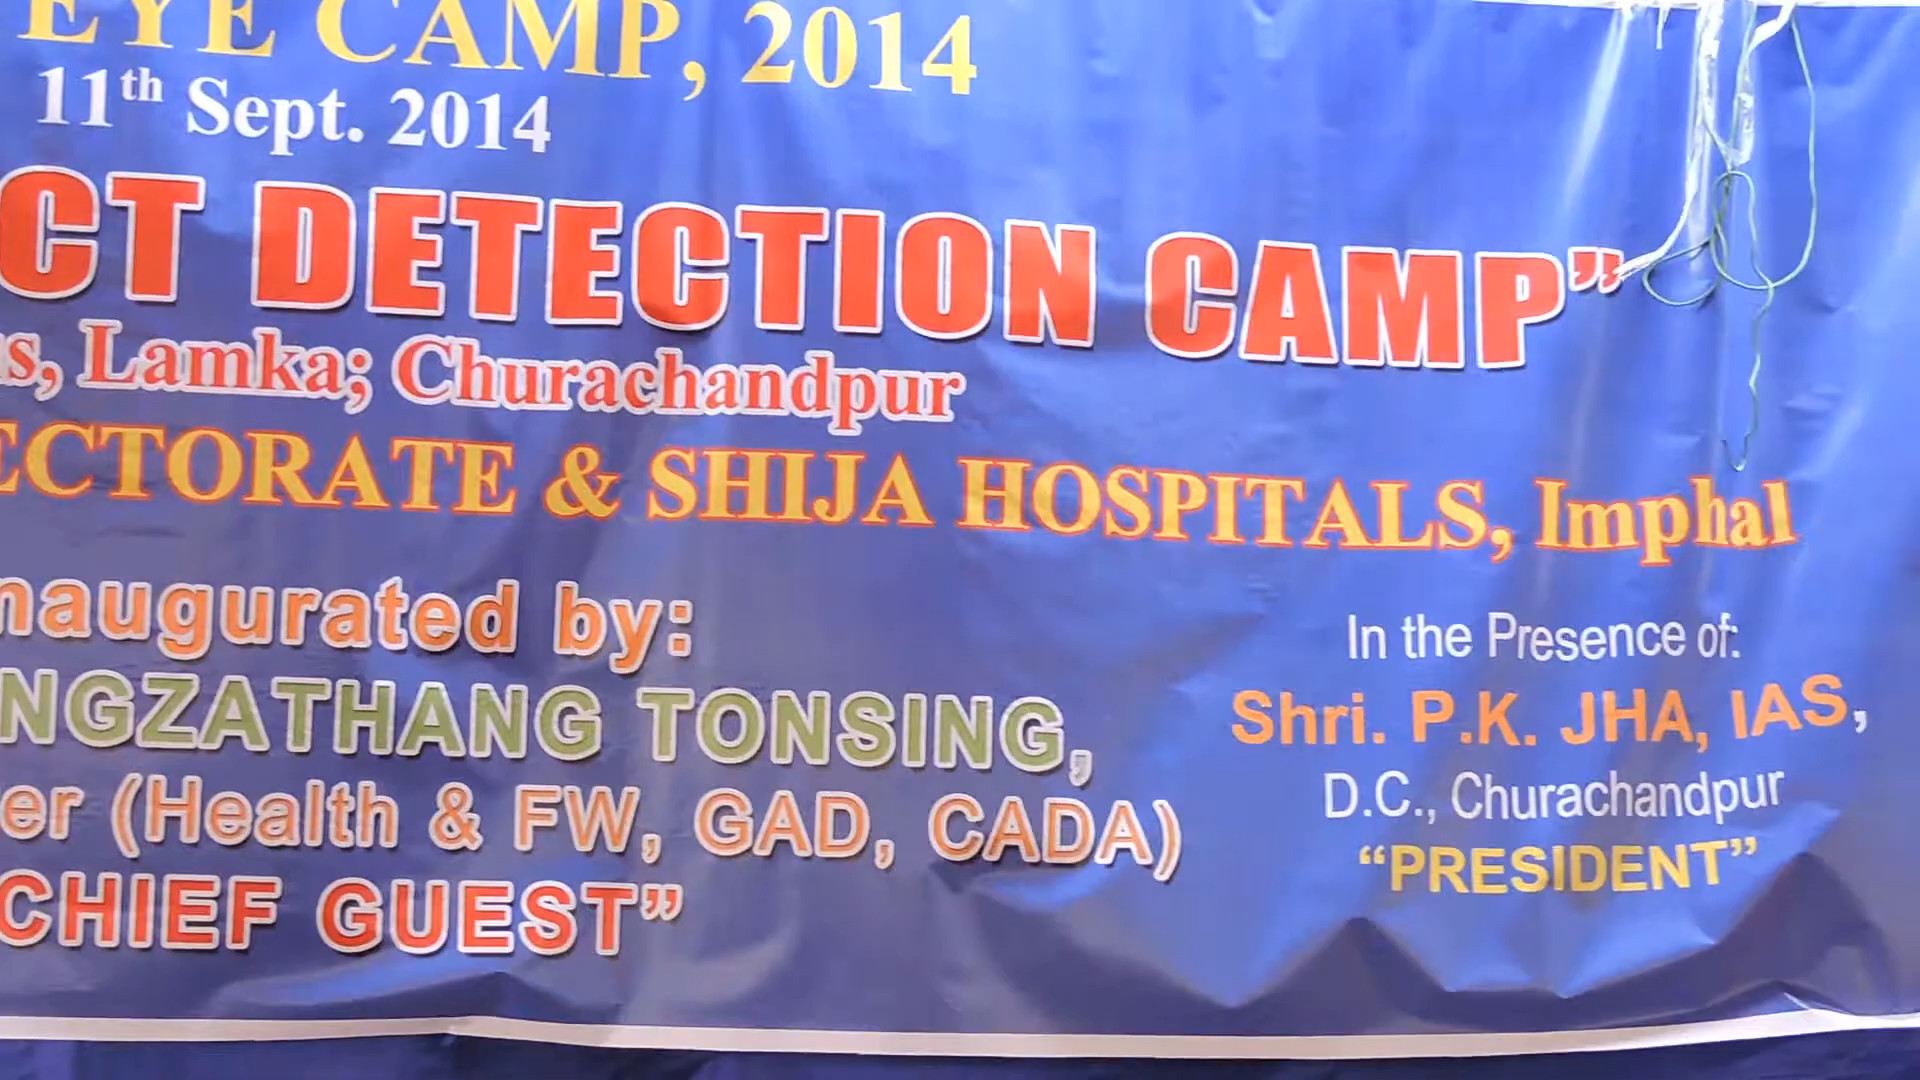 EYE CAMP, 2014
11th Sept. 2014
CT DETECTION CAMP”
s, Lamka; Churachandpur
ECTORATE & SHIJA HOSPITALS, Imphal
naugurated by:
NGZATHANG TONSING,
er (Health & FW, GAD, CADA)
CHIEF GUEST”
In the Presence of:
Shri. P.K. JHA, IAS,
D.C., Churachandpur
“PRESIDENT”